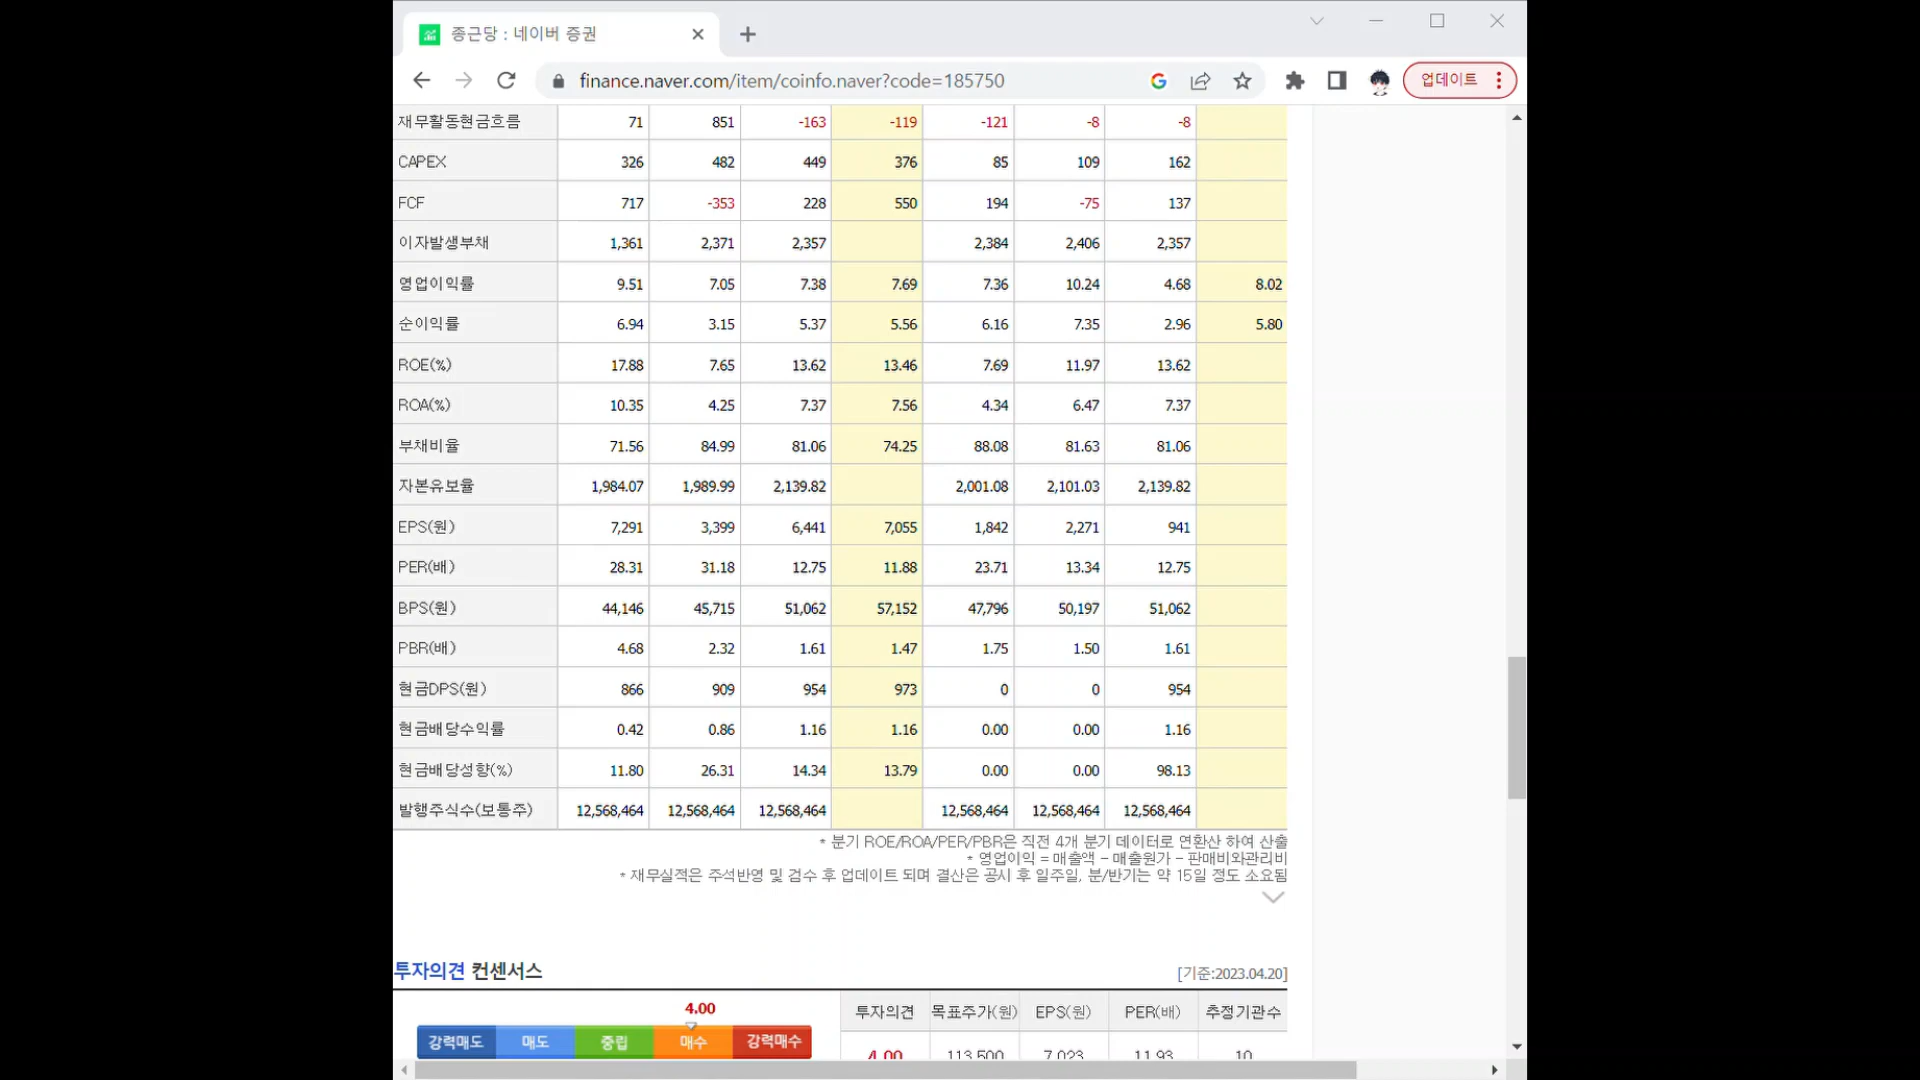 종근당 : 네이버 증권
finance.naver.com/item/coinfo.naver?code=185750
업데이트
재무활동현금흐름 71 851 -163 -119 -121 -8 -8
CAPEX 326 482 449 376 85 109 162
FCF 717 -353 228 550 194 -75 137
이자발생부채 1,361 2,371 2,357 2,384 2,406 2,357
영업이익률 9.51 7.05 7.38 7.69 7.36 10.24 4.68 8.02
순이익률 6.94 3.15 5.37 5.56 6.16 7.35 2.96 5.80
ROE(%) 17.88 7.65 13.62 13.46 7.69 11.97 13.62
ROA(%) 10.35 4.25 7.37 7.56 4.34 6.47 7.37
부채비율 71.56 84.99 81.06 74.25 88.08 81.63 81.06
자본유보율 1,984.07 1,989.99 2,139.82 2,001.08 2,101.03 2,139.82
EPS(원) 7,291 3,399 6,441 7,055 1,842 2,271 941
PER(배) 28.31 31.18 12.75 11.88 23.71 13.34 12.75
BPS(원) 44,146 45,715 51,062 57,152 47,796 50,197 51,062
PBR(배) 4.68 2.32 1.61 1.47 1.75 1.50 1.61
현금DPS(원) 866 909 954 973 0 0 954
현금배당수익률 0.42 0.86 1.16 1.16 0.00 0.00 1.16
현금배당성향(%) 11.80 26.31 14.34 13.79 0.00 0.00 98.13
발행주식수(보통주) 12,568,464 12,568,464 12,568,464 12,568,464 12,568,464 12,568,464
* 분기 ROE/ROA/PER/PBR은 직전 4개 분기 데이터로 연환산 하여 산출
* 영업이익 = 매출액 - 매출원가 - 판매비와관리비
* 재무실적은 주석반영 및 검수 후 업데이트 되며 결산은 공시 후 일주일, 분/반기는 약 15일 정도 소요됨
투자의견 컨센서스 [기준:2023.04.20]
4.00
강력매도 매도 중립 매수 강력매수
투자의견 목표주가(원) EPS(원) PER(배) 추정기관수
4.00 113,500 7,023 11.93 10